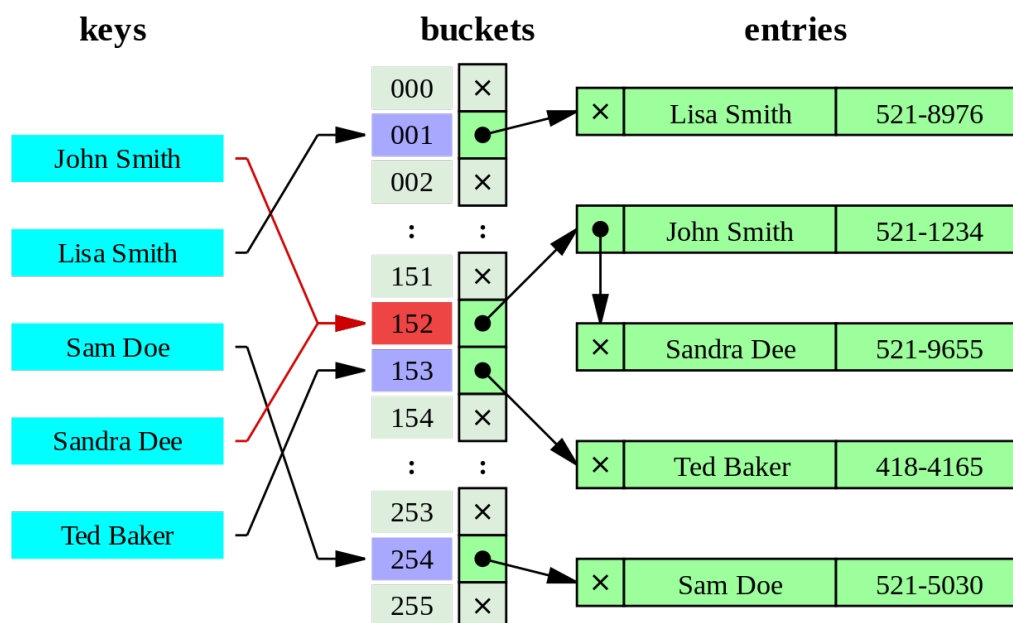 keys
buckets
entries
John Smith
Lisa Smith
Sam Doe
Sandra Dee
Ted Baker
000 ×
001
002 ×
: :
151 ×
152
153
154 ×
: :
253 ×
254
255 ×
× Lisa Smith 521-8976
John Smith 521-1234
× Sandra Dee 521-9655
× Ted Baker 418-4165
× Sam Doe 521-5030